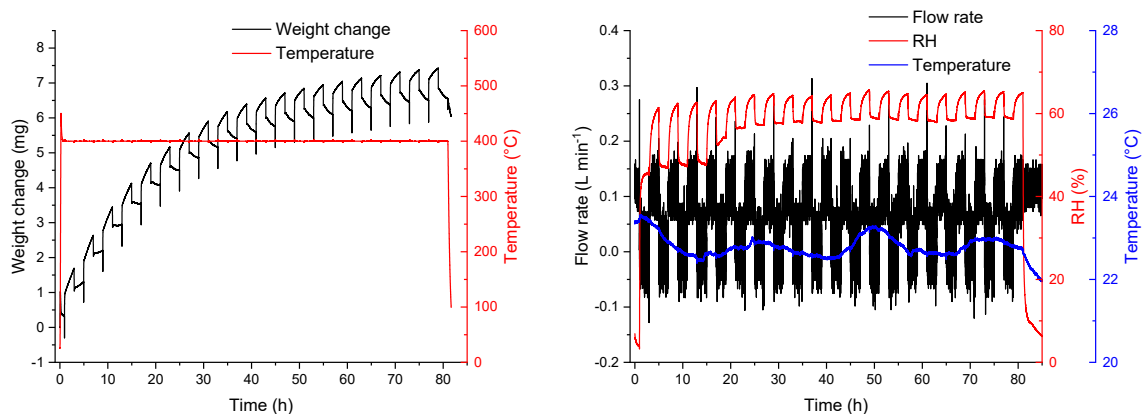 Weight change
Temperature
8
7
6
5
4
3
2
1
0
-1
Weight change (mg)
0 10 20 30 40 50 60 70 80
Time (h)
600
500
400
300
200
100
0
Temperature (°C)
Flow rate
RH
Temperature
0.4
0.3
0.2
0.1
0.0
-0.1
-0.2
Flow rate (L min⁻¹)
0 10 20 30 40 50 60 70 80
Time (h)
80
60
40
20
0
RH (%)
28
26
24
22
20
Temperature (°C)